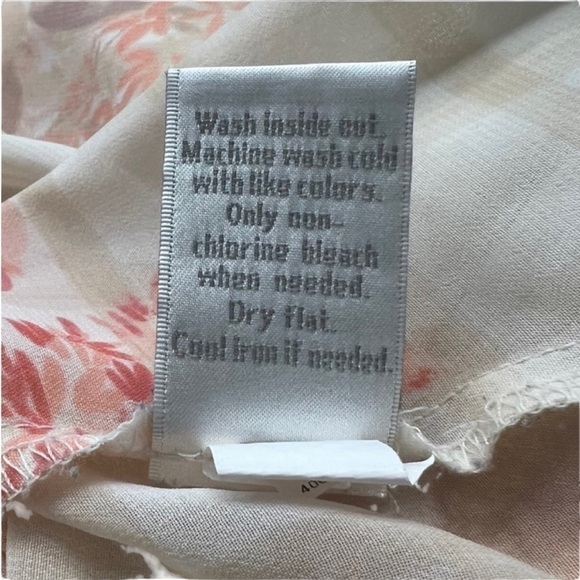 Wash inside out.
Machine wash cold
with like colors.
Only non-
chlorine bleach
when needed.
Dry flat.
Cool Iron if needed.